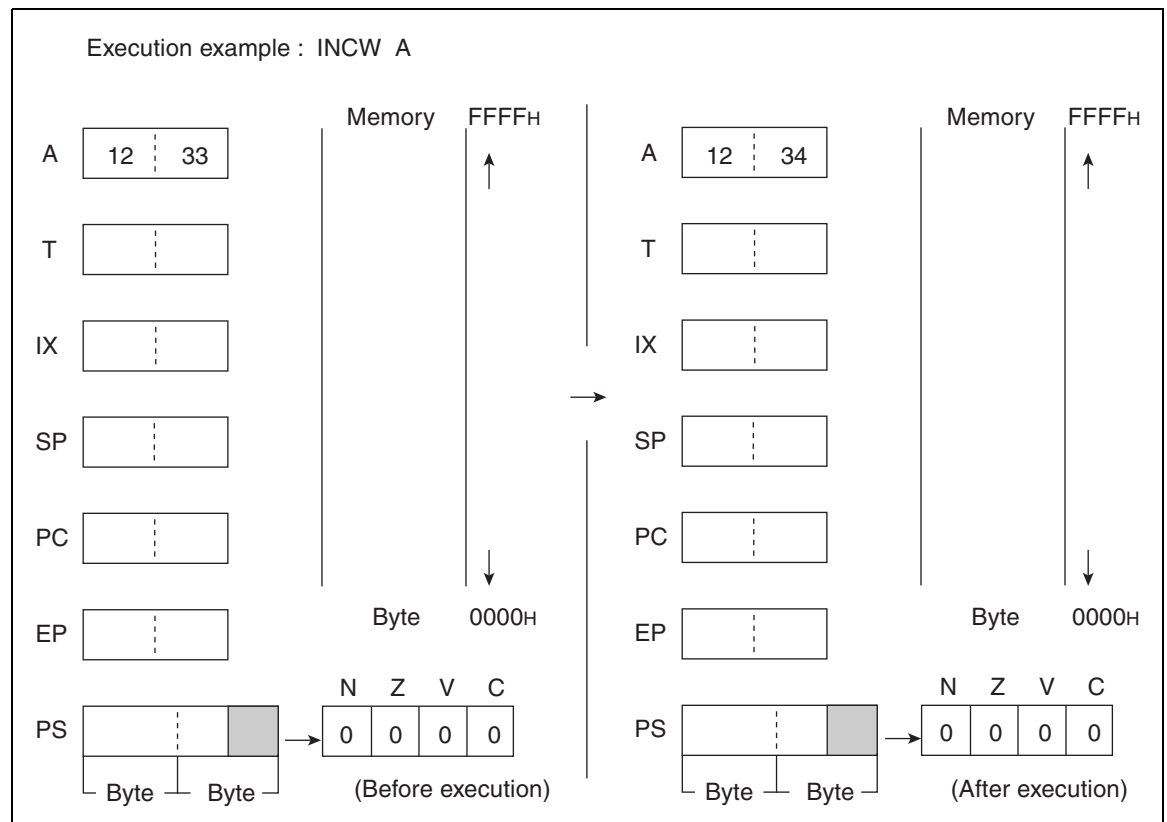 Execution example : INCW A
Memory FFFFH
A 12 33
T
IX
SP
PC
Byte 0000H
EP
N Z V C
PS 0 0 0 0
Byte Byte (Before execution)
Memory FFFFH
A 12 34
T
IX
SP
PC
Byte 0000H
EP
N Z V C
PS 0 0 0 0
Byte Byte (After execution)